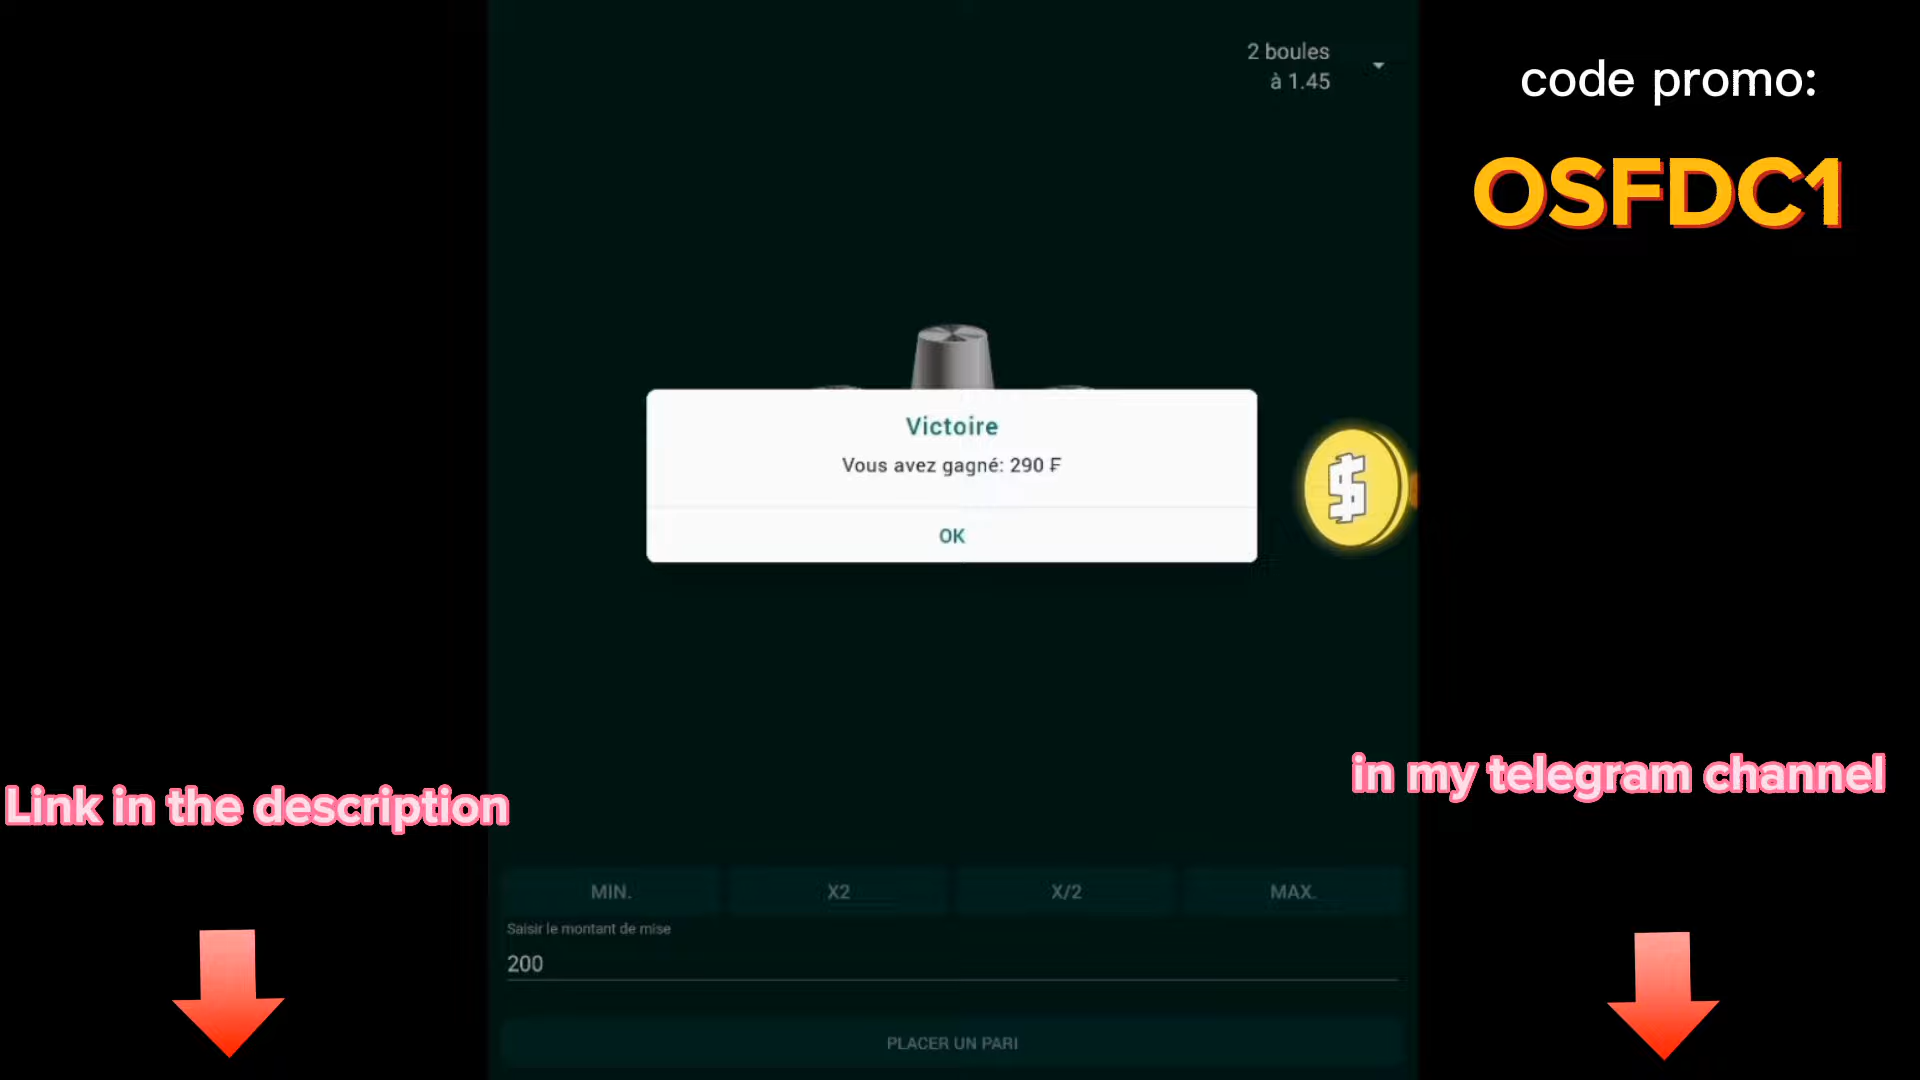 2 boules
à 1.45
code promo:
OSFDC1
Victoire
Vous avez gagné: 290 ₣
OK
$
Link in the description
in my telegram channel
MIN.
X2
X/2
MAX.
Saisir le montant de mise
200
PLACER UN PARI